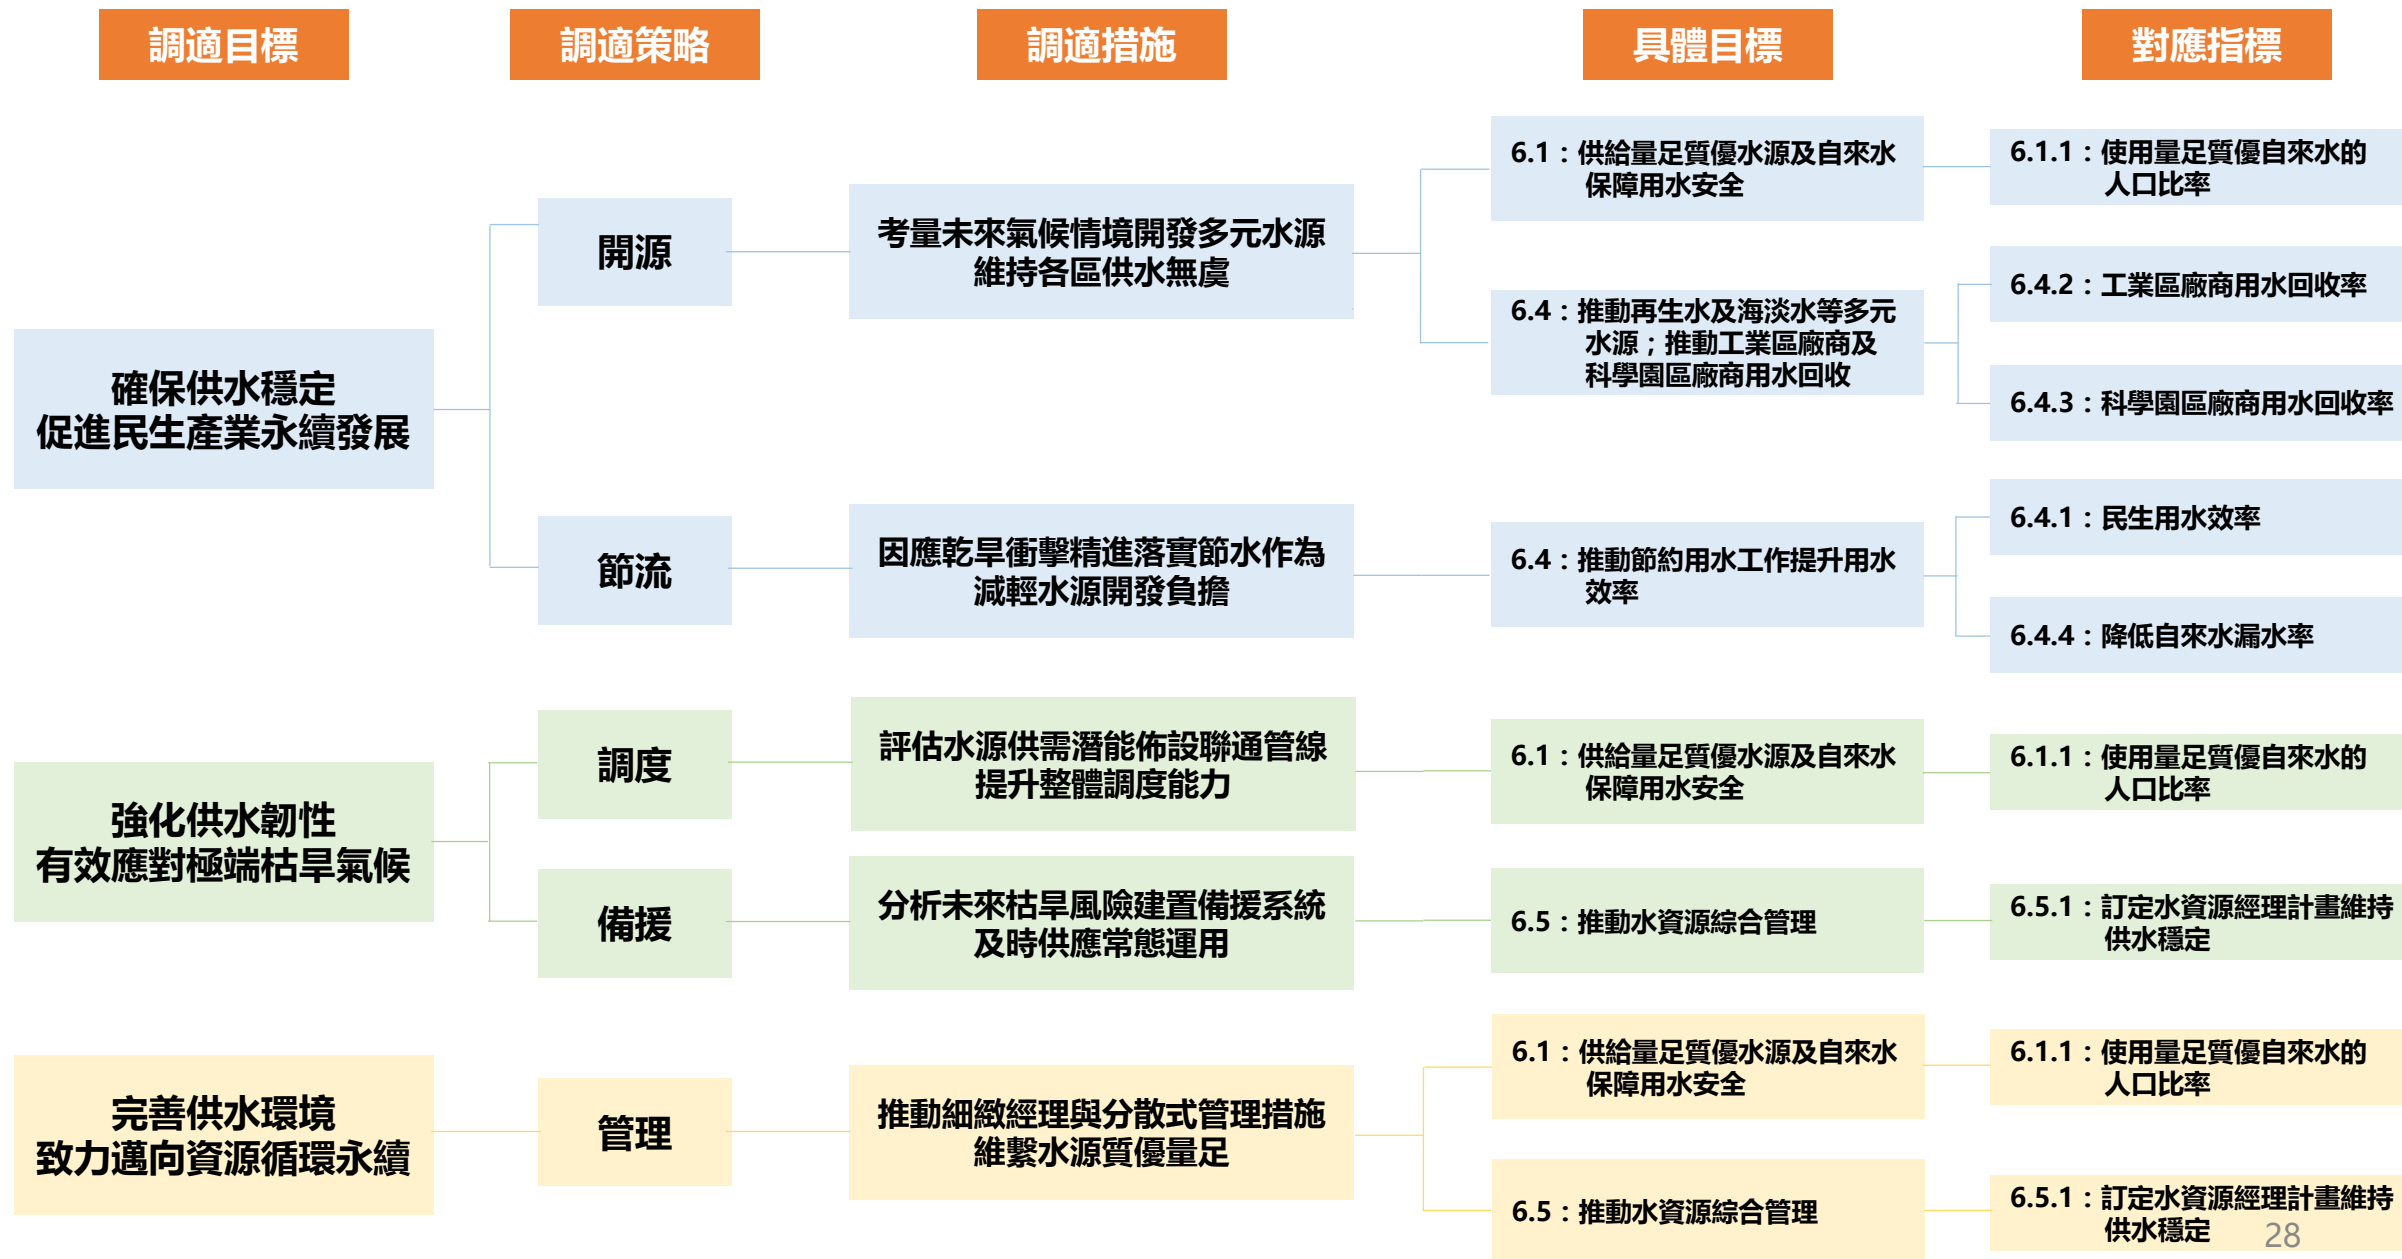 調適目標
調適策略
調適措施
具體目標
對應指標
確保供水穩定
促進民生產業永續發展
開源
考量未來氣候情境開發多元水源
維持各區供水無虞
6.1：供給量足質優水源及自來水
保障用水安全
6.1.1：使用量足質優自來水的
人口比率
6.4：推動再生水及海淡水等多元
水源；推動工業區廠商及
科學園區廠商用水回收
6.4.2：工業區廠商用水回收率
6.4.3：科學園區廠商用水回收率
節流
因應乾旱衝擊精進落實節水作為
減輕水源開發負擔
6.4：推動節約用水工作提升用水
效率
6.4.1：民生用水效率
6.4.4：降低自來水漏水率
強化供水韌性
有效應對極端枯旱氣候
調度
評估水源供需潛能佈設聯通管線
提升整體調度能力
6.1：供給量足質優水源及自來水
保障用水安全
6.1.1：使用量足質優自來水的
人口比率
備援
分析未來枯旱風險建置備援系統
及時供應常態運用
6.5：推動水資源綜合管理
6.5.1：訂定水資源經理計畫維持
供水穩定
完善供水環境
致力邁向資源循環永續
管理
推動細緻經理與分散式管理措施
維繫水源質優量足
6.1：供給量足質優水源及自來水
保障用水安全
6.1.1：使用量足質優自來水的
人口比率
6.5：推動水資源綜合管理
6.5.1：訂定水資源經理計畫維持
供水穩定
28